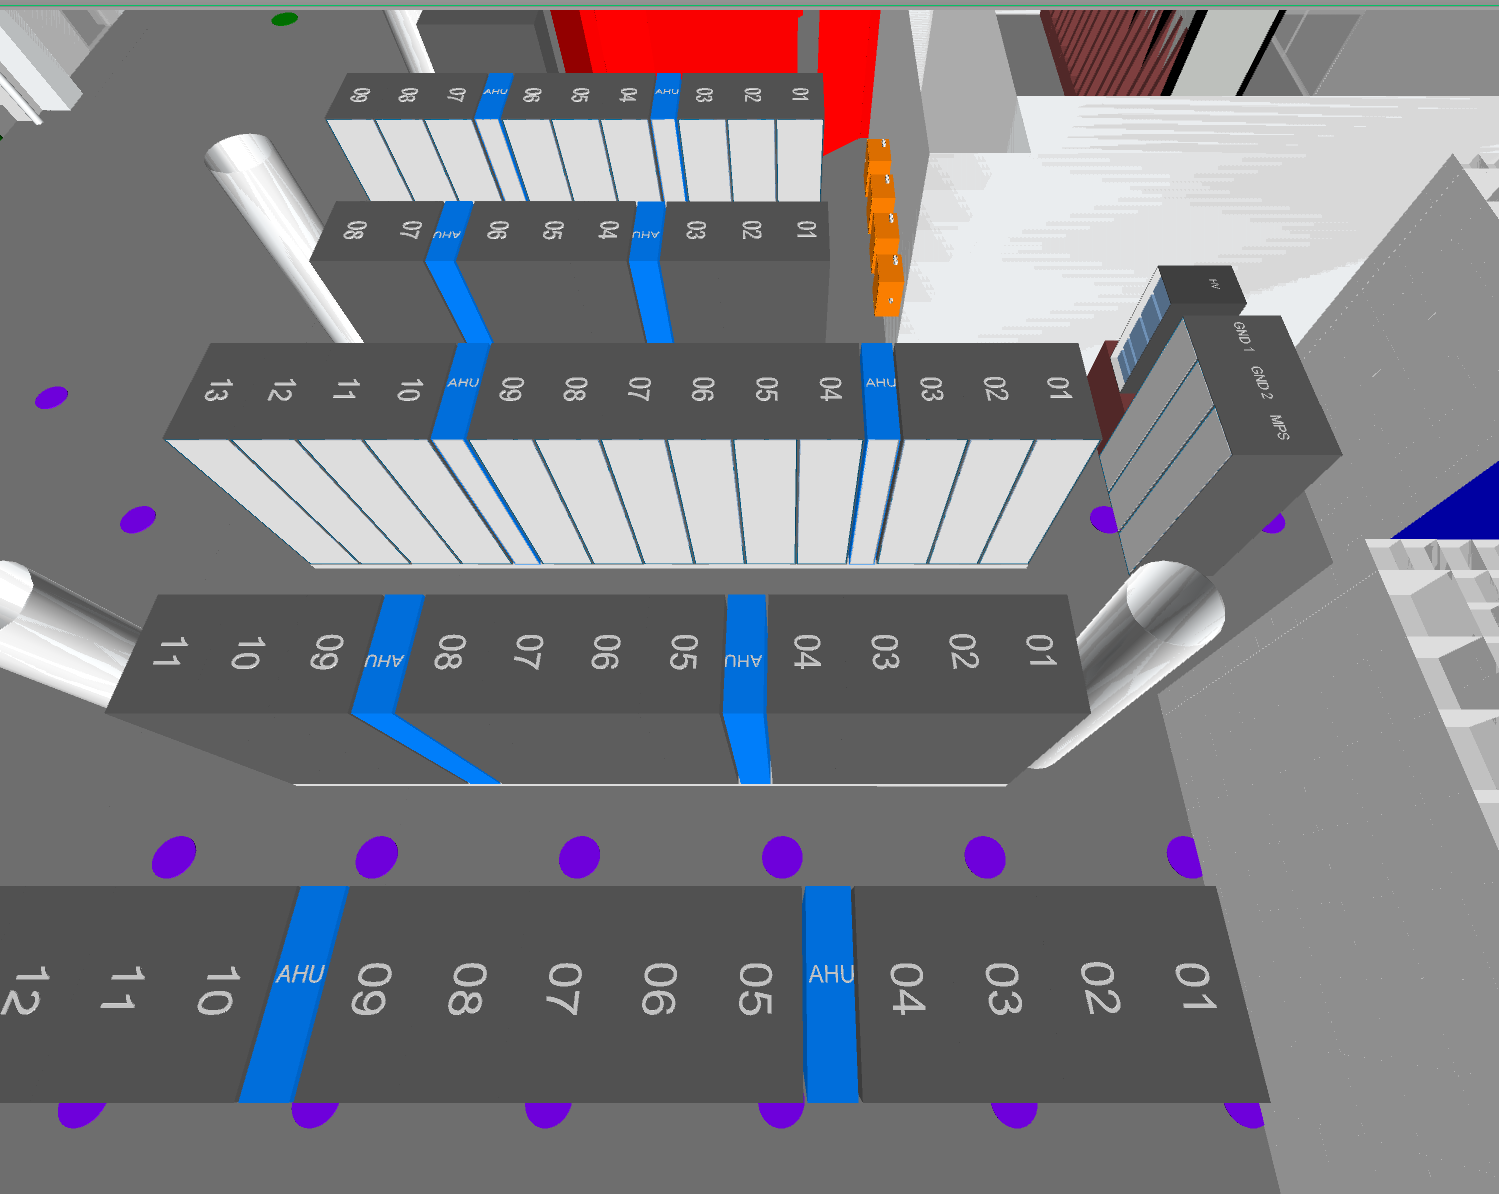 09 08 07 AHU 06 05 04 AHU 03 02 01
08 07 AHU 06 05 04 AHU 03 02 01
HV
GND 1 GND 2 MPS
13 12 11 10 AHU 09 08 07 06 05 04 AHU 03 02 01
11 10 09 AHU 08 07 06 05 AHU 04 03 02 01
12 11 10 AHU 09 08 07 06 05 AHU 04 03 02 01